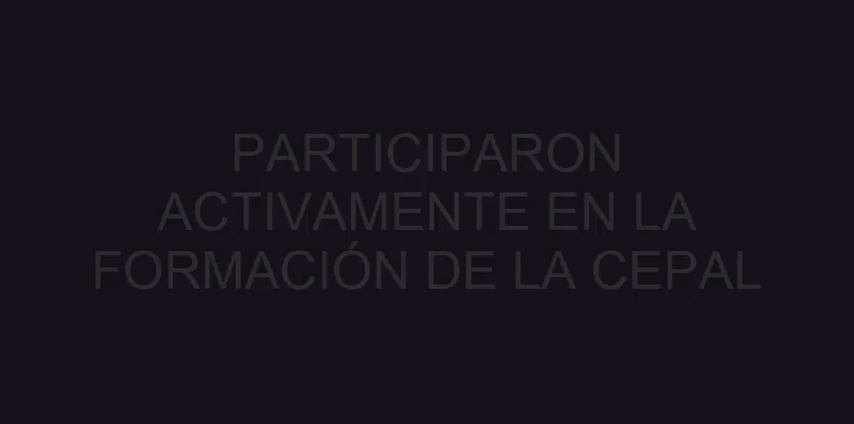 PARTICIPARON
ACTIVAMENTE EN LA
FORMACIÓN DE LA CEPAL